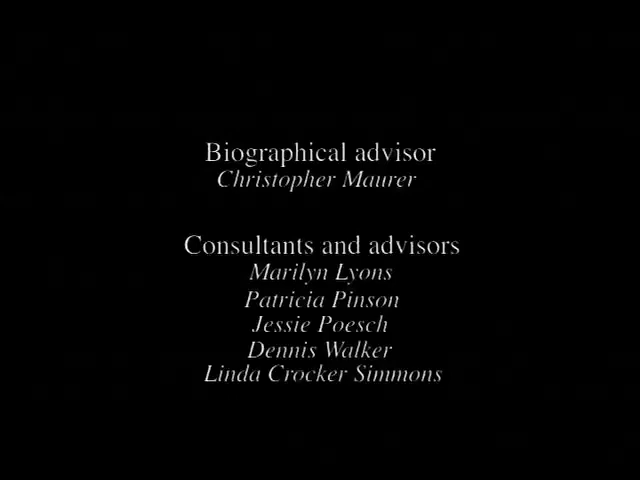 Biographical advisor
Christopher Maurer
Consultants and advisors
Marilyn Lyons
Patricia Pinson
Jessie Poesch
Dennis Walker
Linda Crocker Simmons